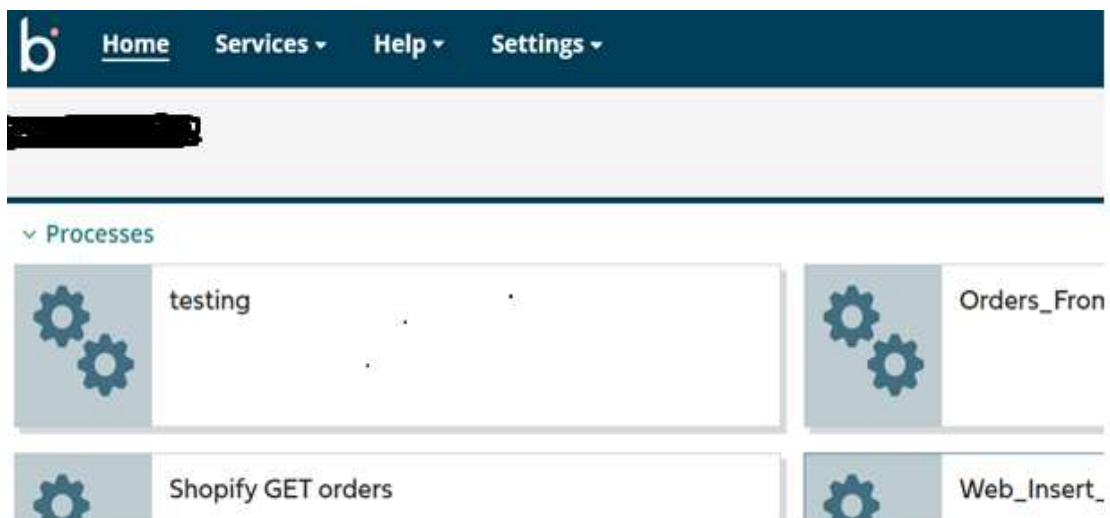 b Home Services Help Settings
Processes
testing
Orders_Fron
Shopify GET orders
Web_Insert_